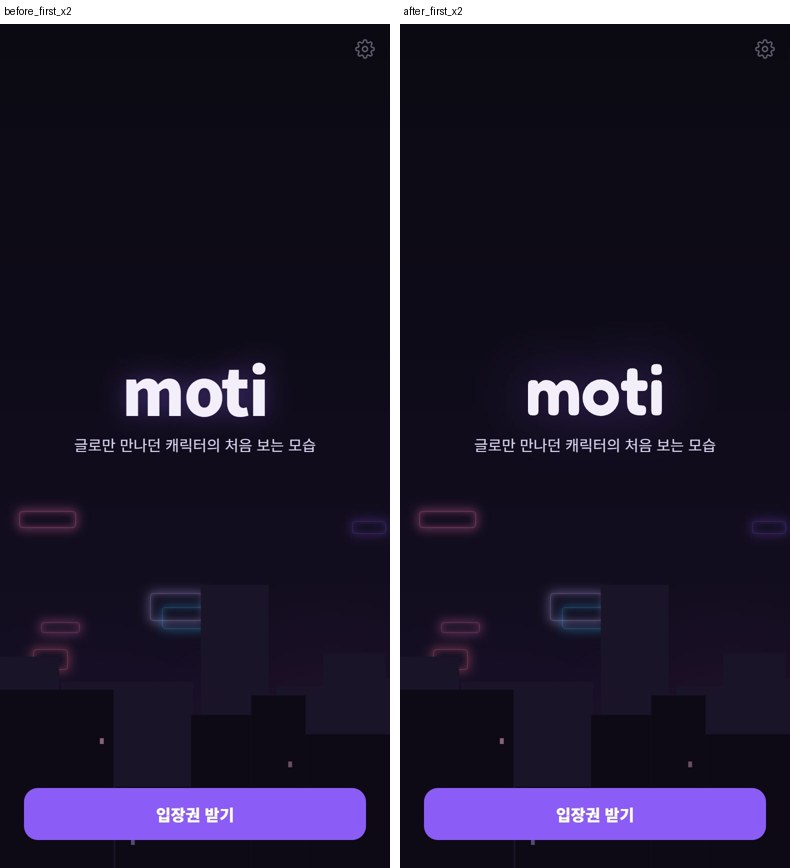 before_first_x2
after_first_x2
moti
글로만 만나던 캐릭터의 처음 보는 모습
입장권 받기
moti
글로만 만나던 캐릭터의 처음 보는 모습
입장권 받기